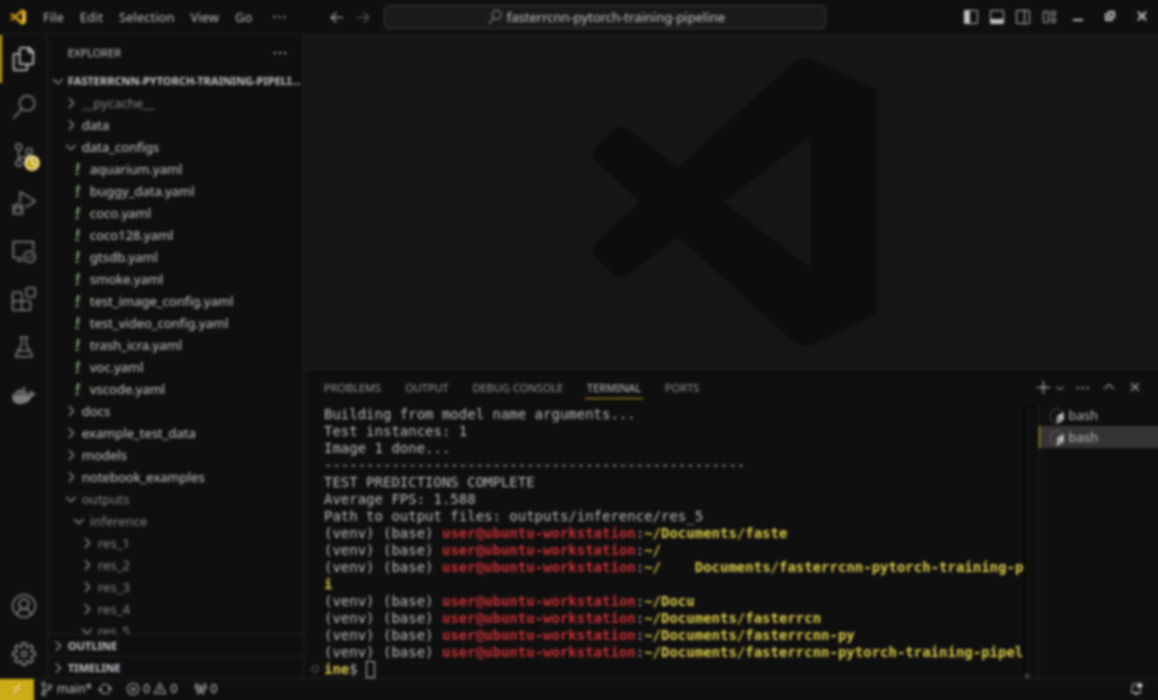 File Edit Selection View Go ···
fasterrcnn-pytorch-training-pipeline
EXPLORER
FASTERRCNN-PYTORCH-TRAINING-PIPELI...
__pycache__
data
data_configs
! aquarium.yaml
! buggy_data.yaml
! coco.yaml
! coco128.yaml
! gtsdb.yaml
! smoke.yaml
! test_image_config.yaml
! test_video_config.yaml
! trash_icra.yaml
! voc.yaml
! vscode.yaml
docs
example_test_data
models
notebook_examples
outputs
inference
res_1
res_2
res_3
res_4
res_5
OUTLINE
TIMELINE
PROBLEMS OUTPUT DEBUG CONSOLE TERMINAL PORTS
Building from model name arguments...
Test instances: 1
Image 1 done...
--------------------------------------------------
TEST PREDICTIONS COMPLETE
Average FPS: 1.588
Path to output files: outputs/inference/res_5
(venv) (base) user@ubuntu-workstation:~/Documents/faste
(venv) (base) user@ubuntu-workstation:~/
(venv) (base) user@ubuntu-workstation:~/    Documents/fasterrcnn-pytorch-training-p
i
(venv) (base) user@ubuntu-workstation:~/Docu
(venv) (base) user@ubuntu-workstation:~/Documents/fasterrcn
(venv) (base) user@ubuntu-workstation:~/Documents/fasterrcnn-py
(venv) (base) user@ubuntu-workstation:~/Documents/fasterrcnn-pytorch-training-pipel
ine$
bash
bash
main* 0 0 0